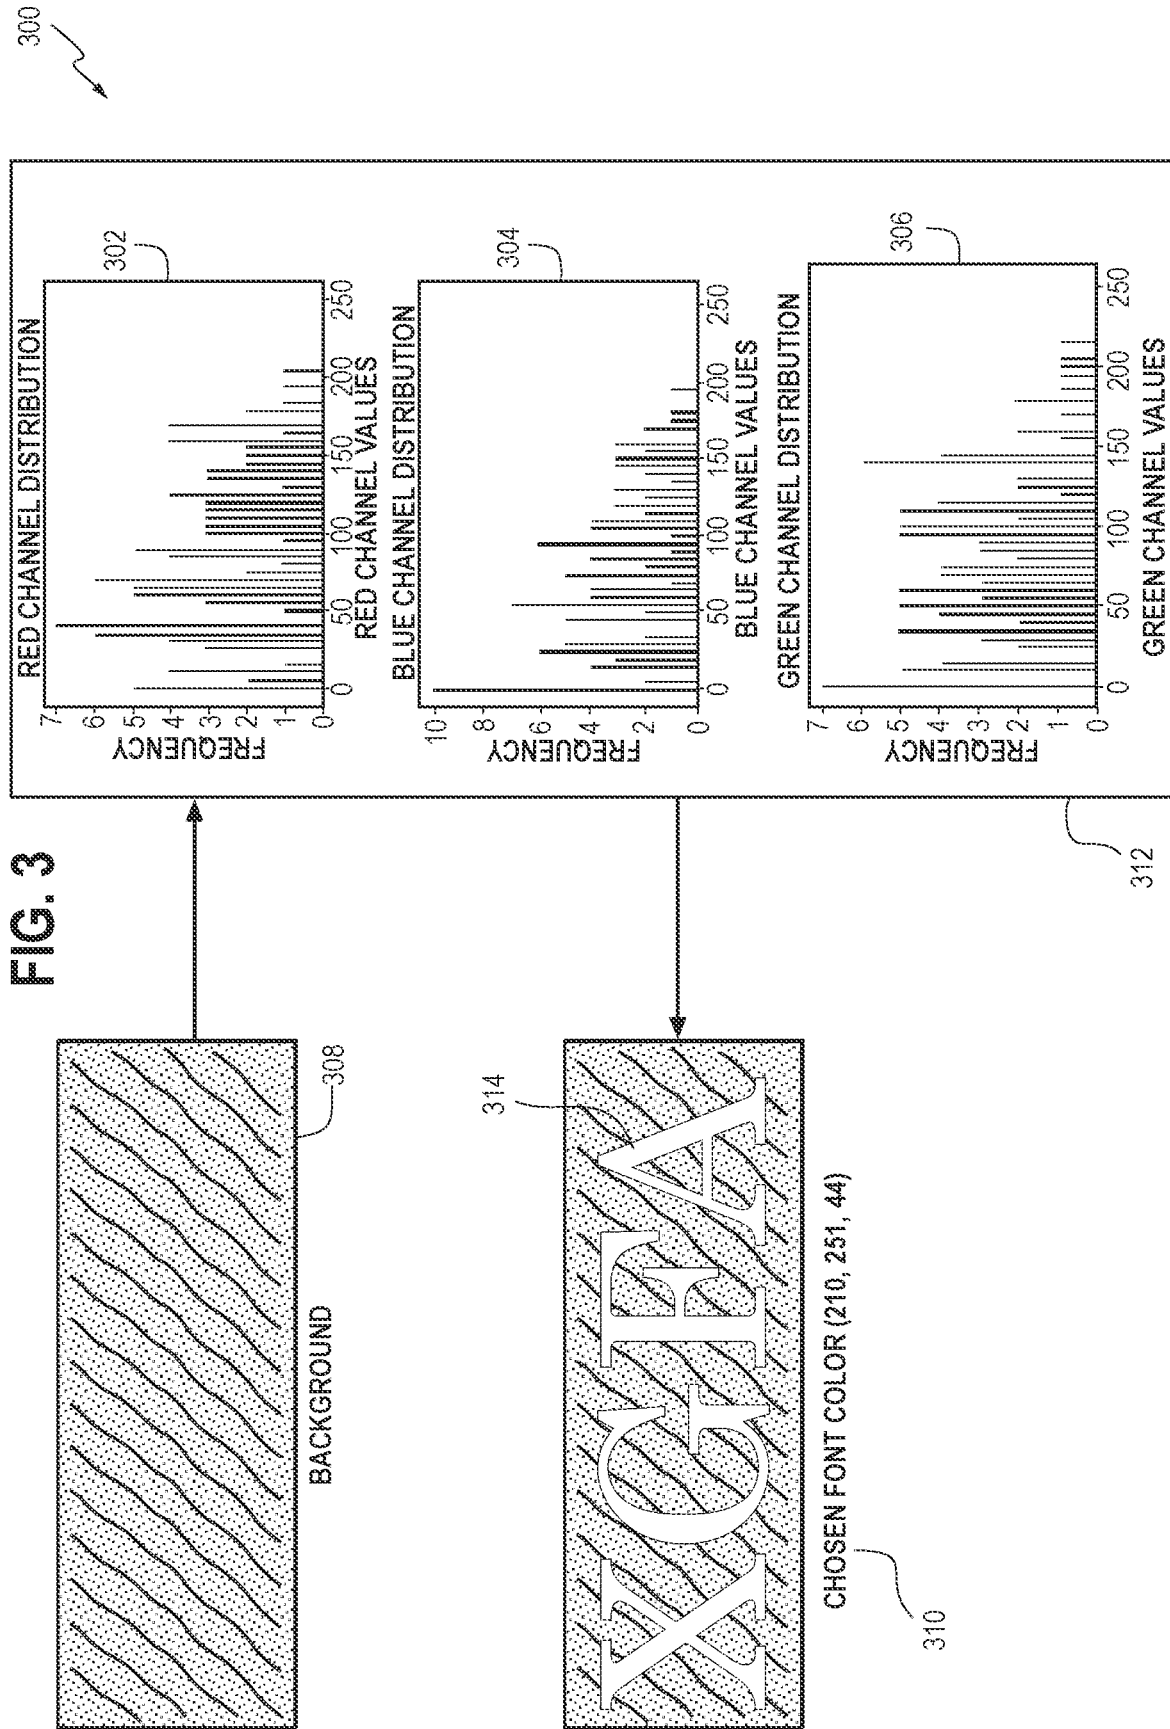 FIG. 3
300
BACKGROUND
308
RED CHANNEL DISTRIBUTION
302
FREQUENCY
7
6
5
4
3
2
1
0
0 50 100 150 200 250
RED CHANNEL VALUES
BLUE CHANNEL DISTRIBUTION
304
FREQUENCY
10
8
6
4
2
0
0 50 100 150 200 250
BLUE CHANNEL VALUES
GREEN CHANNEL DISTRIBUTION
306
FREQUENCY
7
6
5
4
3
2
1
0
0 50 100 150 200 250
GREEN CHANNEL VALUES
312
XGFA
314
CHOSEN FONT COLOR (210, 251, 44)
310